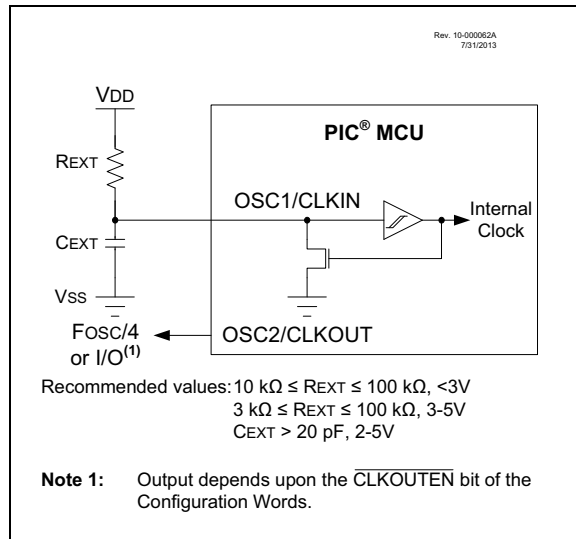 Rev. 10-000062A
7/31/2013
VDD
PIC® MCU
REXT
OSC1/CLKIN
Internal
Clock
CEXT
VSS
FOSC/4
or I/O(1)
OSC2/CLKOUT
Recommended values: 10 kΩ ≤ REXT ≤ 100 kΩ, <3V
3 kΩ ≤ REXT ≤ 100 kΩ, 3-5V
CEXT > 20 pF, 2-5V
Note 1: Output depends upon the CLKOUTEN bit of the
Configuration Words.